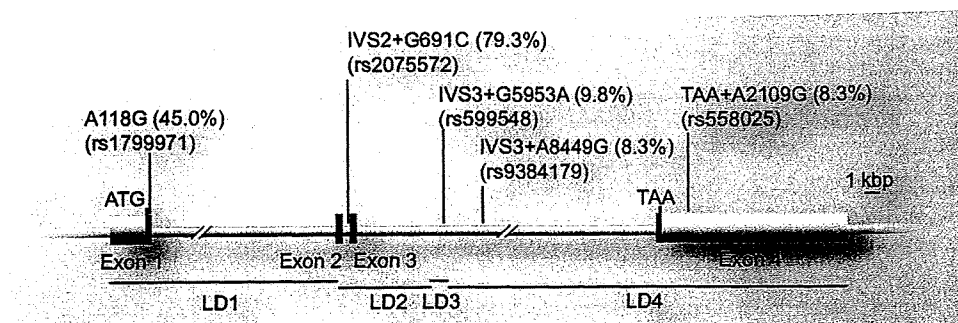 IVS2+G691C (79.3%)
(rs2075572)
IVS3+G5953A (9.8%)
(rs599548)
TAA+A2109G (8.3%)
(rs558025)
A118G (45.0%)
(rs1799971)
IVS3+A8449G (8.3%)
(rs9384179)
1 kbp
ATG
TAA
Exon 1
Exon 2
Exon 3
Exon 4
LD1
LD2
LD3
LD4